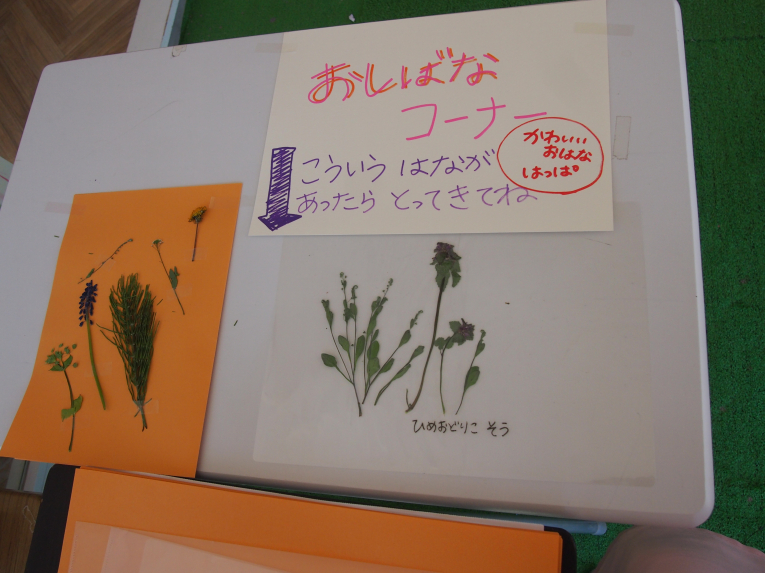 おしばな
コーナー
こういう はなが
あったら とってきてね
かわいい
おはな
はっぱ
ひめおどりこ そう